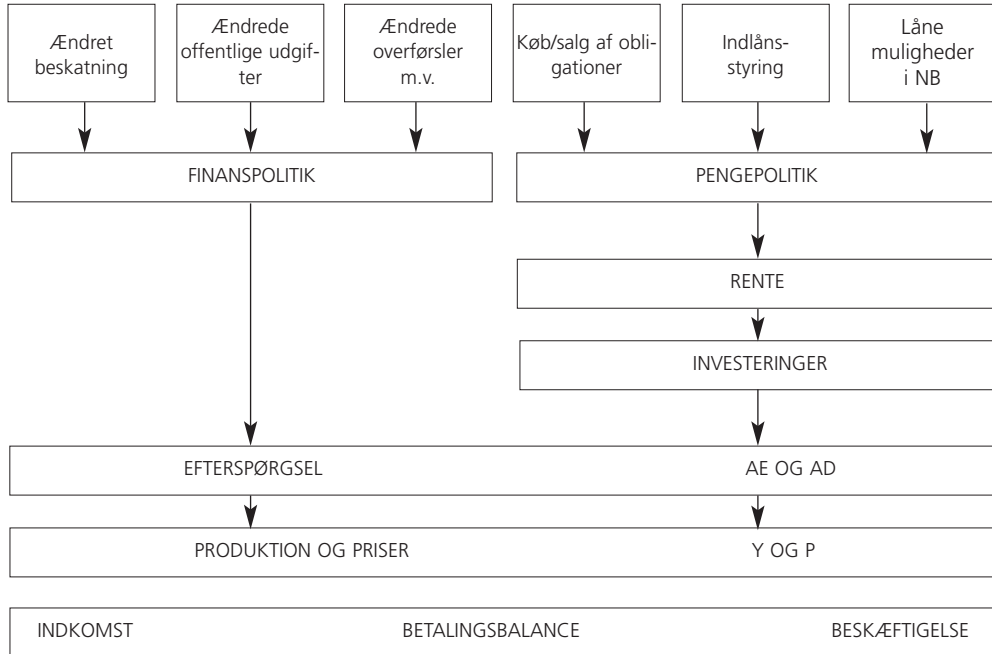 Ændret
beskatning
Ændrede
offentlige udgif-
ter
Ændrede
overførsler
m.v.
Køb/salg af obli-
gationer
Indlåns-
styring
Låne
muligheder
i NB
FINANSPOLITIK
PENGEPOLITIK
RENTE
INVESTERINGER
EFTERSPØRGSEL
AE OG AD
PRODUKTION OG PRISER
Y OG P
INDKOMST
BETALINGSBALANCE
BESKÆFTIGELSE